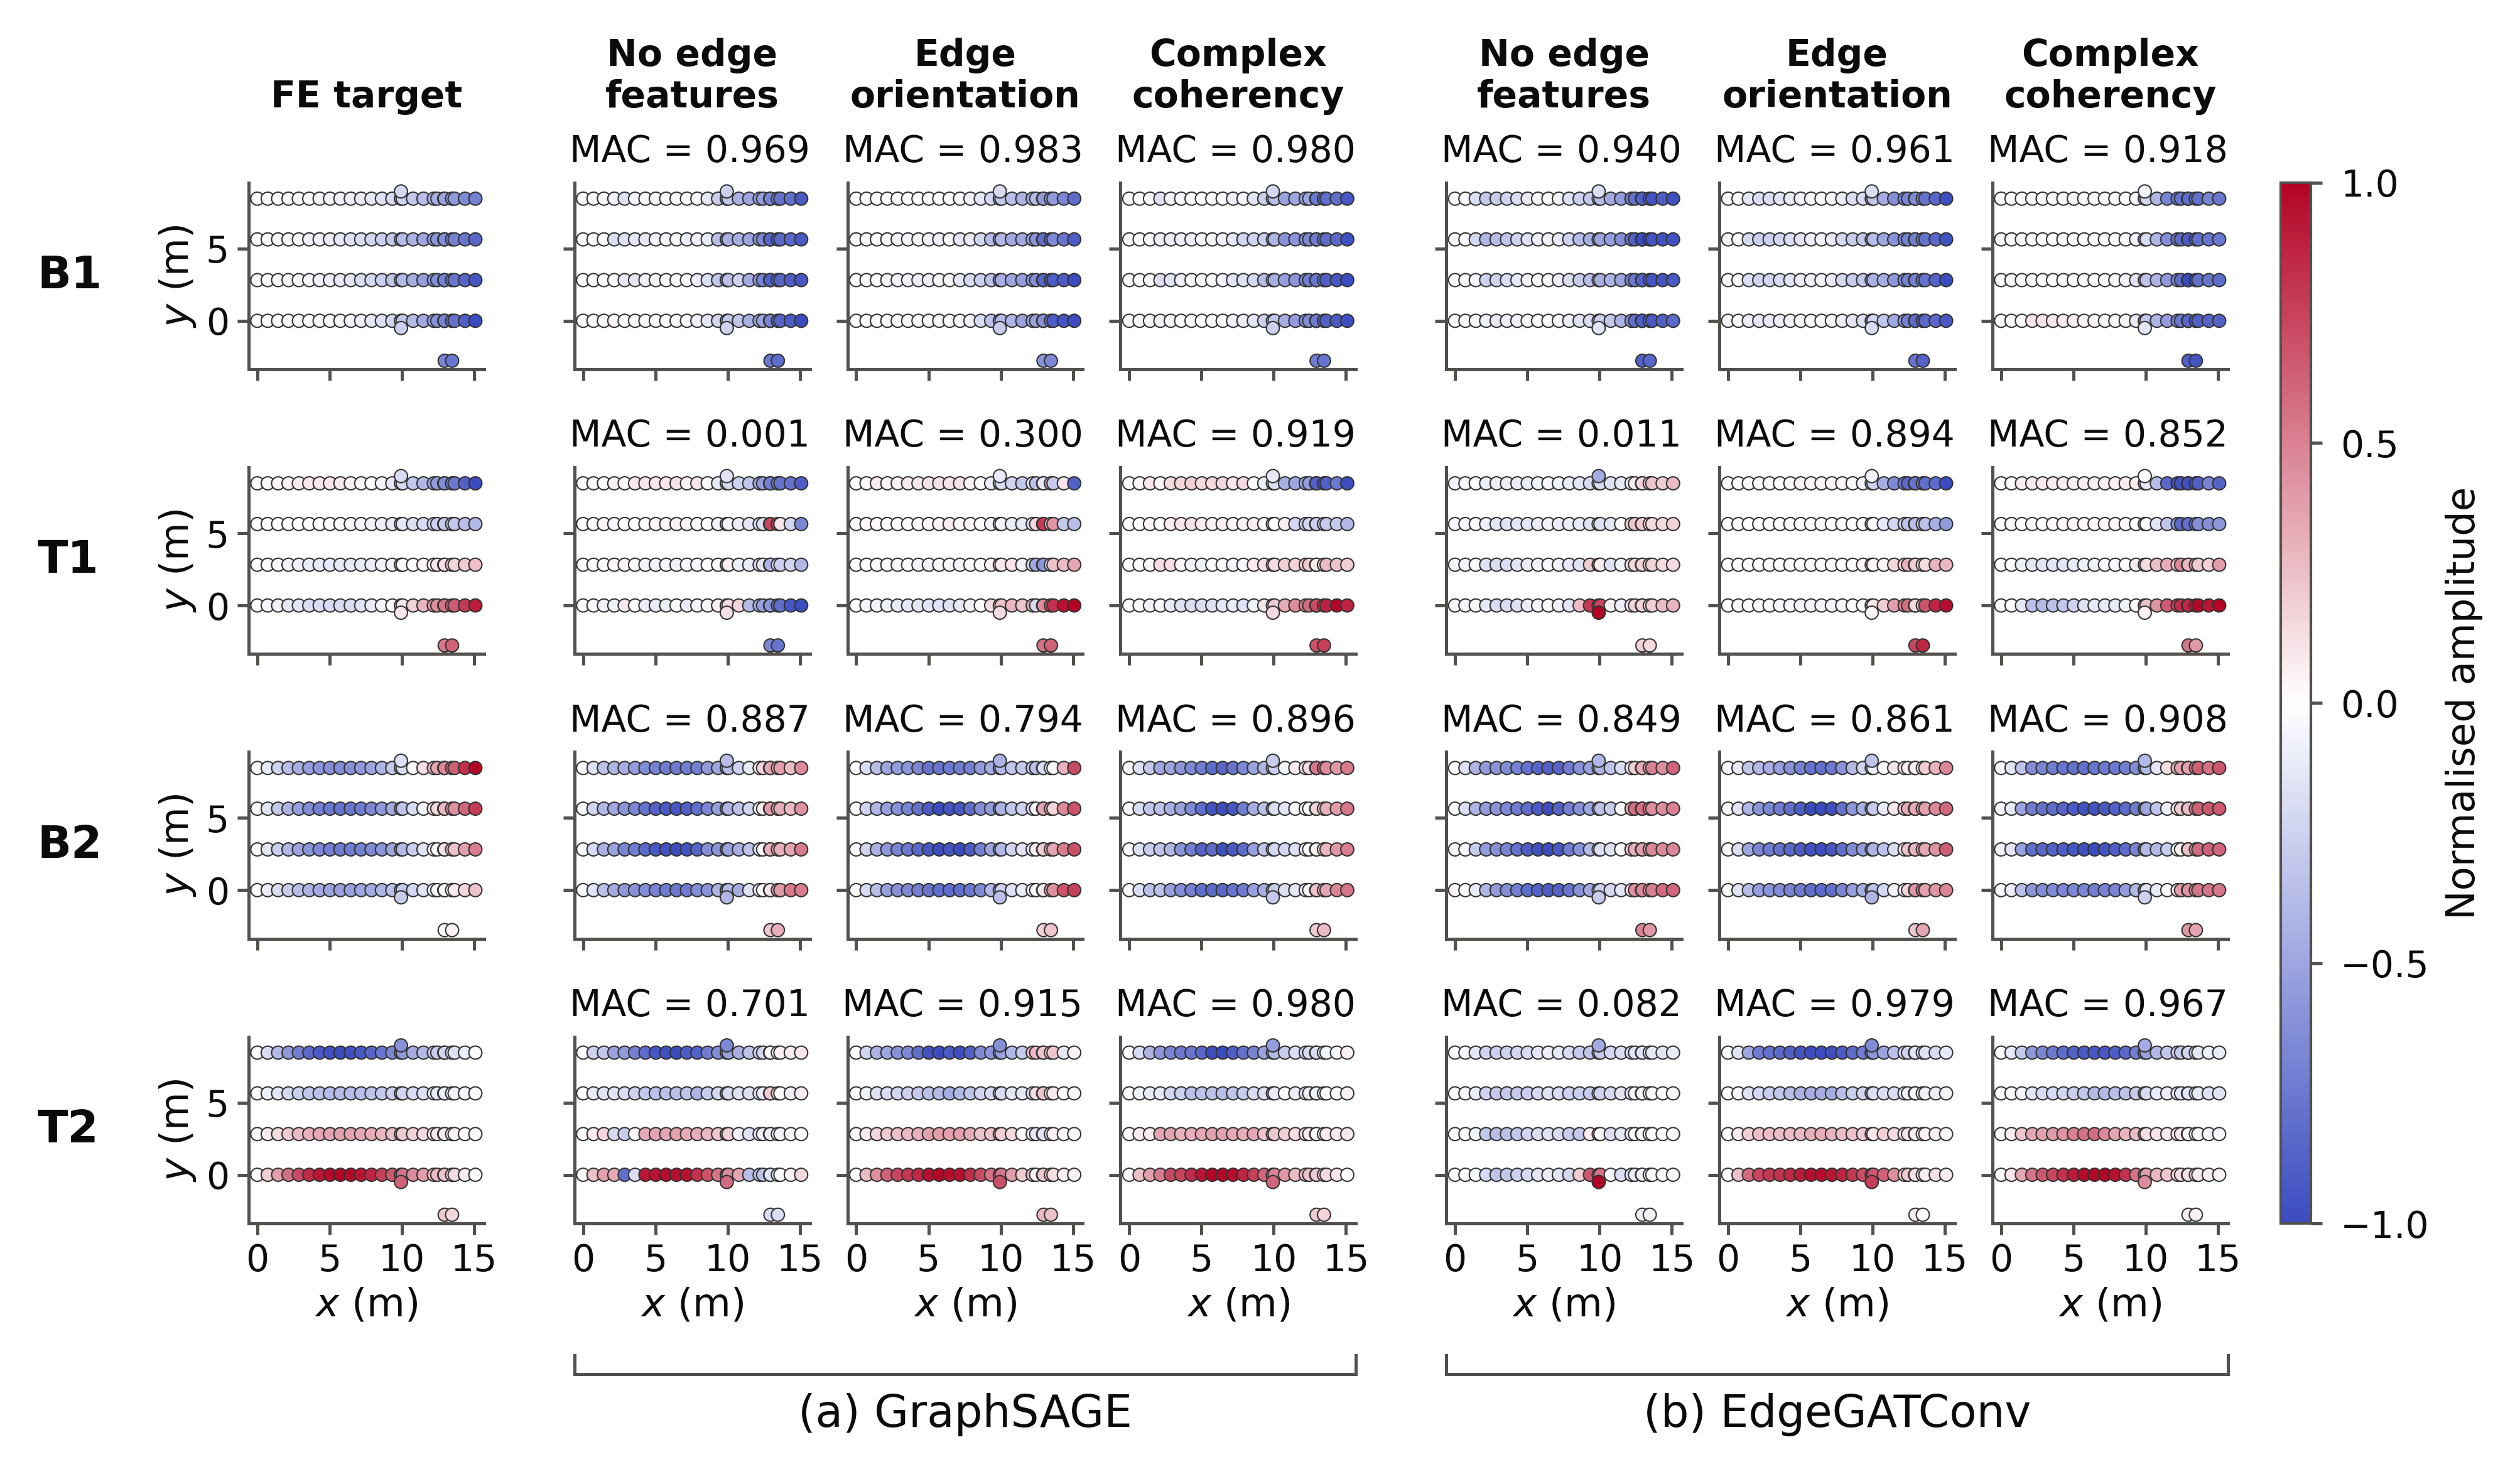 FE target
No edge
features
Edge
orientation
Complex
coherency
No edge
features
Edge
orientation
Complex
coherency
MAC = 0.969
MAC = 0.983
MAC = 0.980
MAC = 0.940
MAC = 0.961
MAC = 0.918
B1
y (m)
5
0
MAC = 0.001
MAC = 0.300
MAC = 0.919
MAC = 0.011
MAC = 0.894
MAC = 0.852
T1
y (m)
5
0
MAC = 0.887
MAC = 0.794
MAC = 0.896
MAC = 0.849
MAC = 0.861
MAC = 0.908
B2
y (m)
5
0
MAC = 0.701
MAC = 0.915
MAC = 0.980
MAC = 0.082
MAC = 0.979
MAC = 0.967
T2
y (m)
5
0
0 5 10 15
0 5 10 15
0 5 10 15
0 5 10 15
0 5 10 15
0 5 10 15
0 5 10 15
x (m)
x (m)
x (m)
x (m)
x (m)
x (m)
x (m)
(a) GraphSAGE
(b) EdgeGATConv
1.0
0.5
0.0
−0.5
−1.0
Normalised amplitude